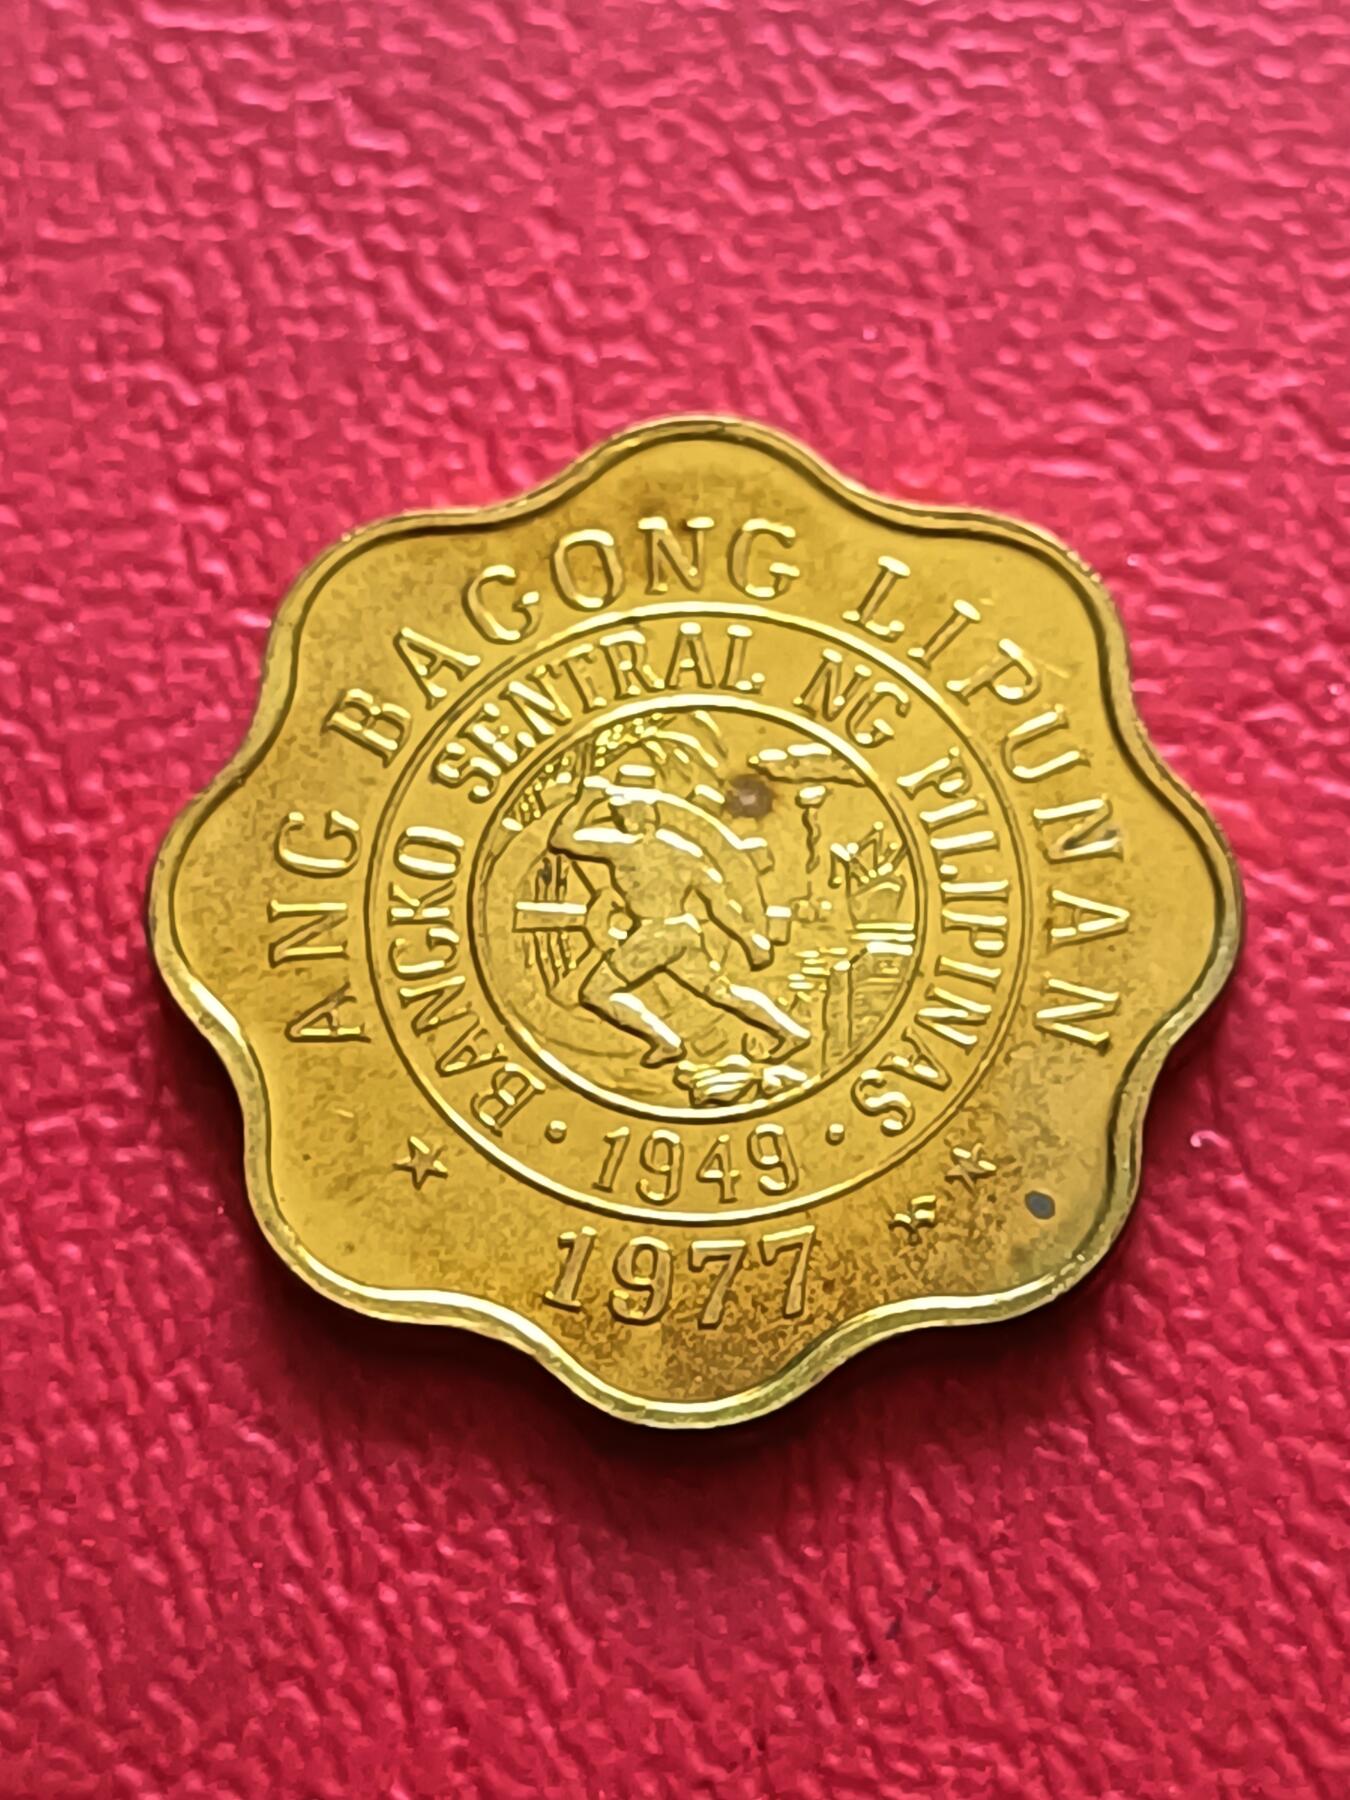 ANG BAGONG LIPUNAN
BANGKO SENTRAL NG PILIPINAS
· 1949 ·
1977